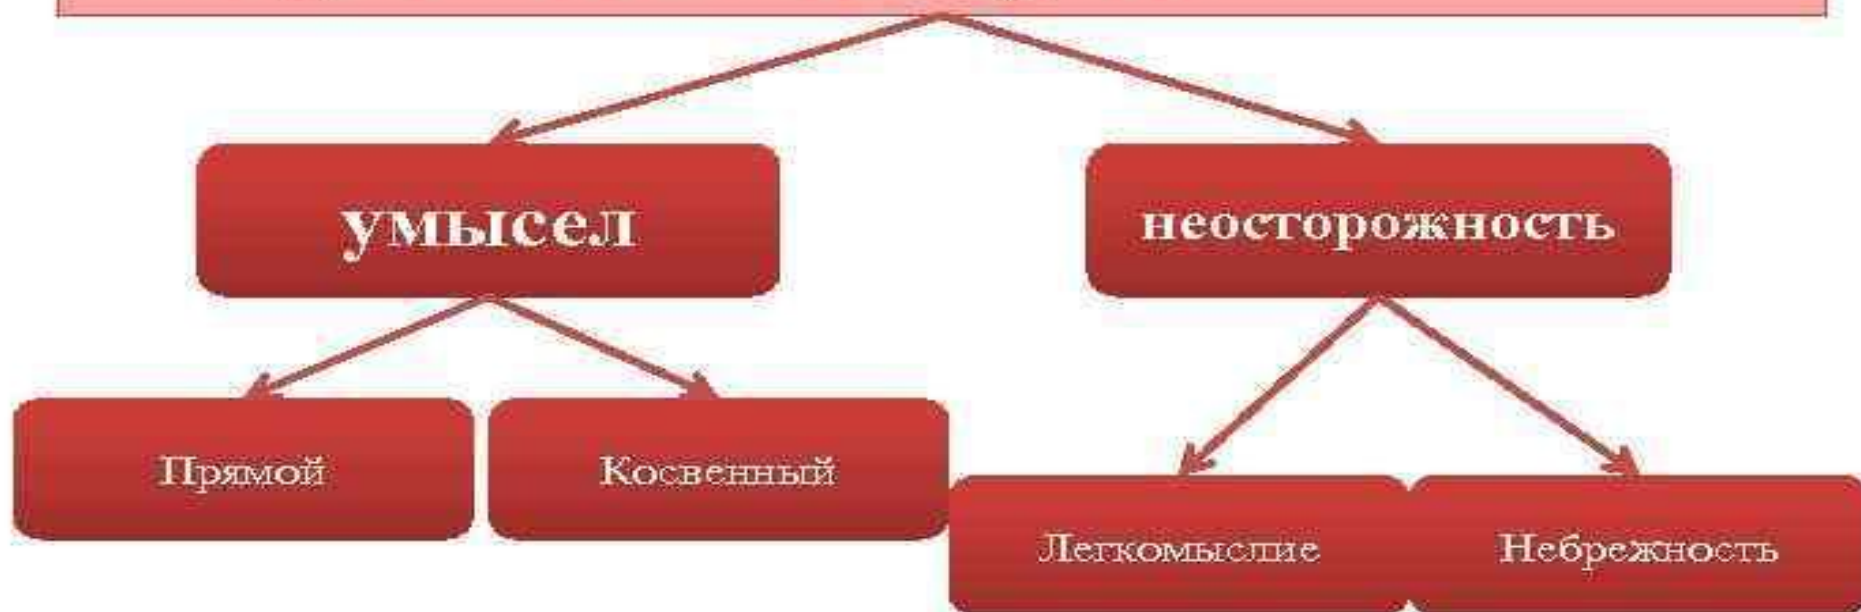 умысел
неосторожность
Прямой
Косвенный
Легкомыслие
Небрежность